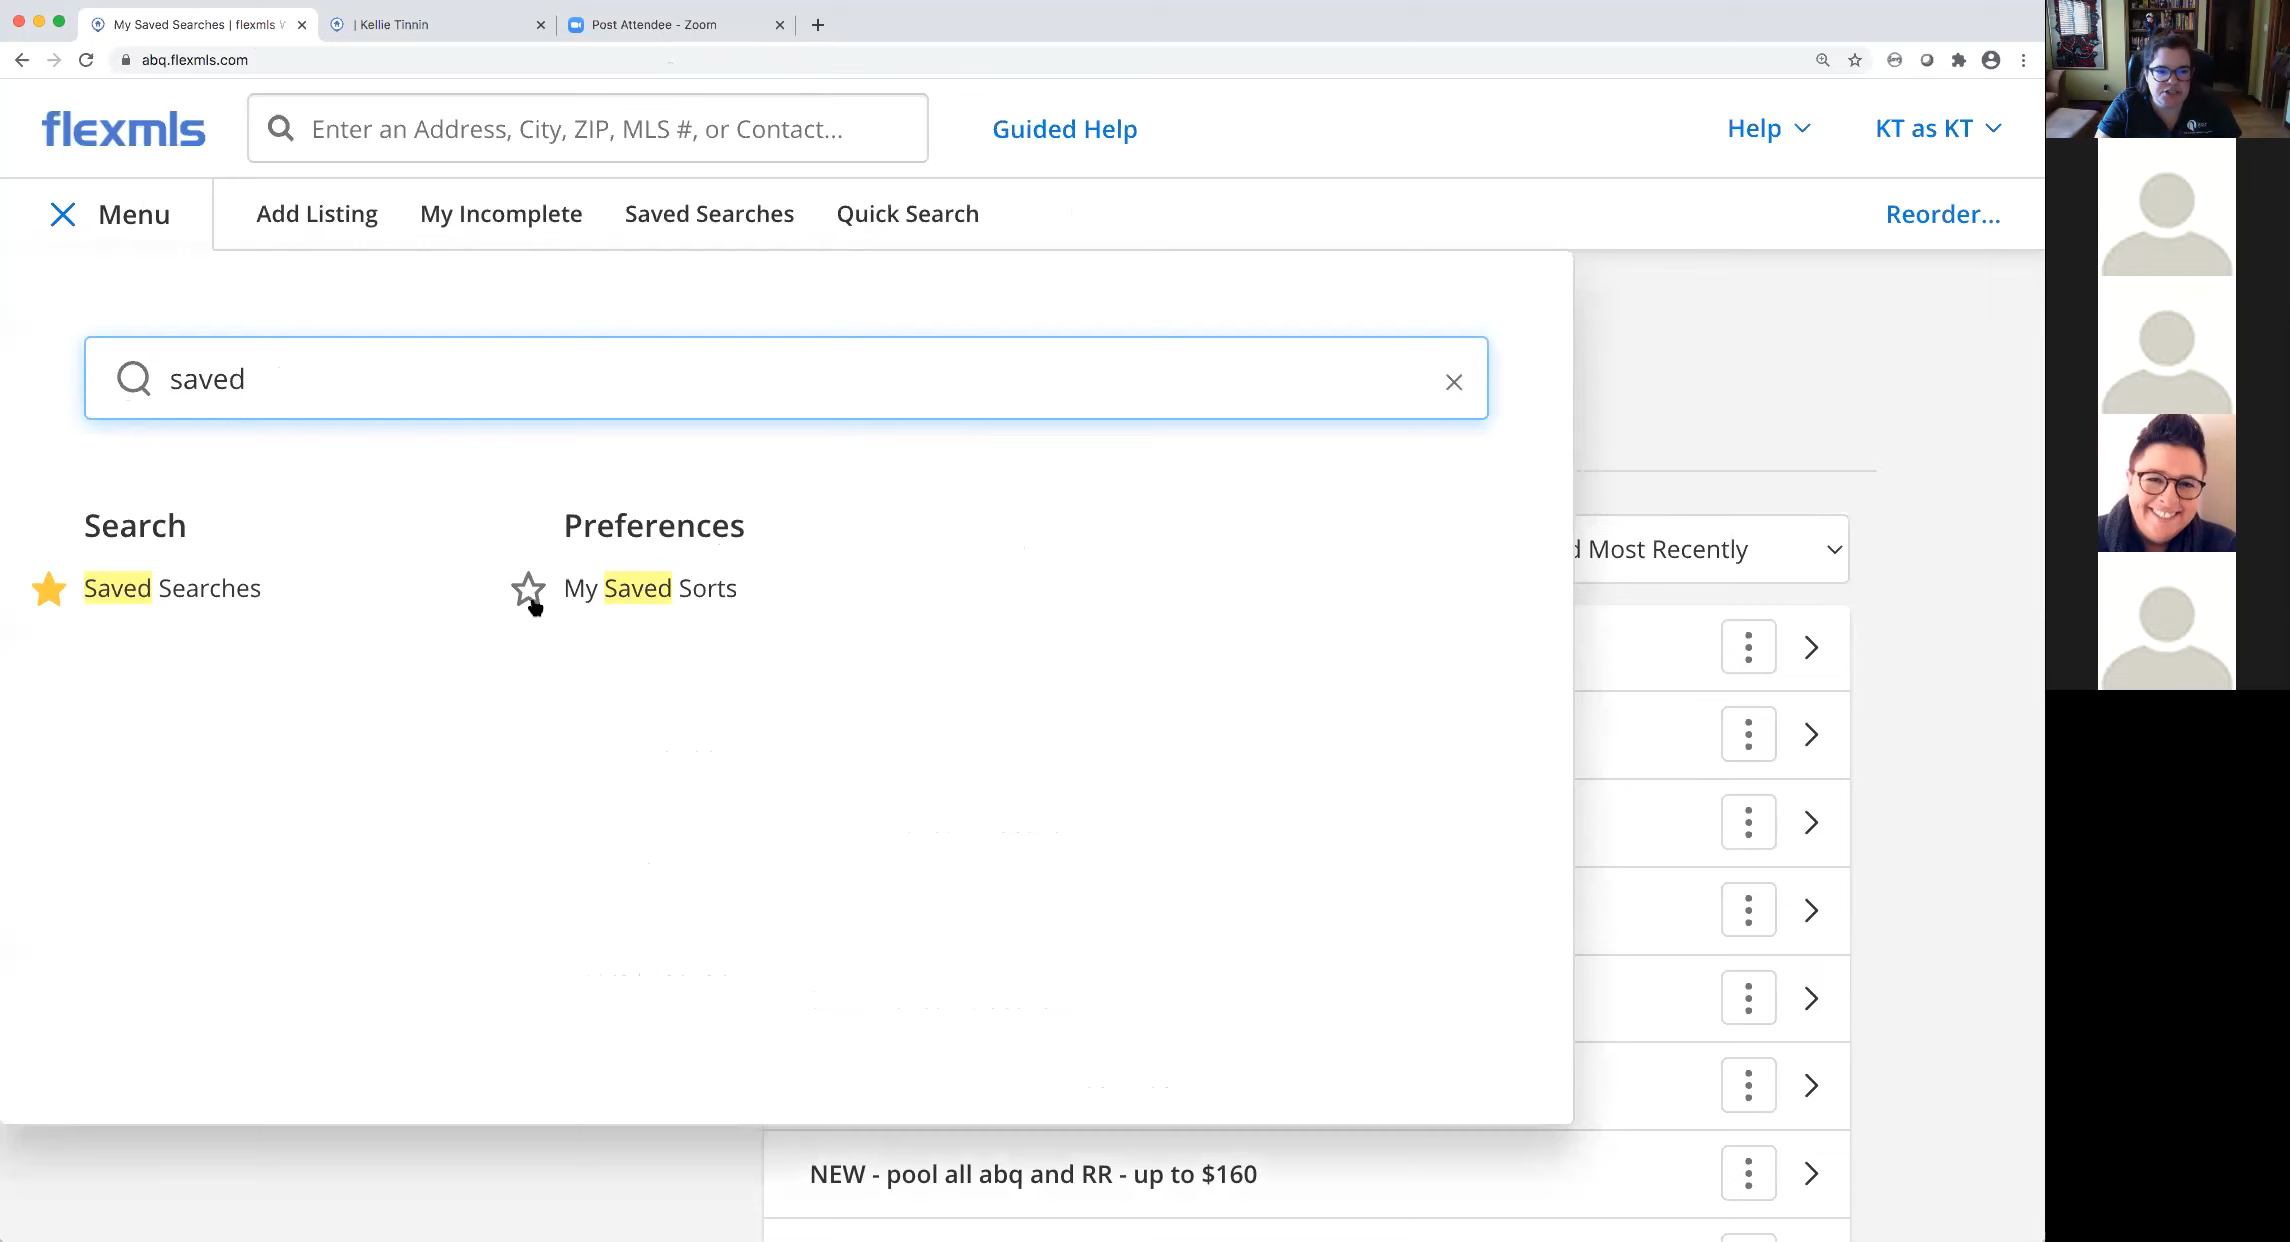 My Saved Searches | flexmls
| Kellie Tinnin
Post Attendee - Zoom
abq.flexmls.com
flexmls
Enter an Address, City, ZIP, MLS #, or Contact...
Guided Help
Help
KT as KT
Menu
Add Listing
My Incomplete
Saved Searches
Quick Search
Reorder...
saved
Search
Preferences
Saved Searches
My Saved Sorts
Most Recently
NEW - pool all abq and RR - up to $160